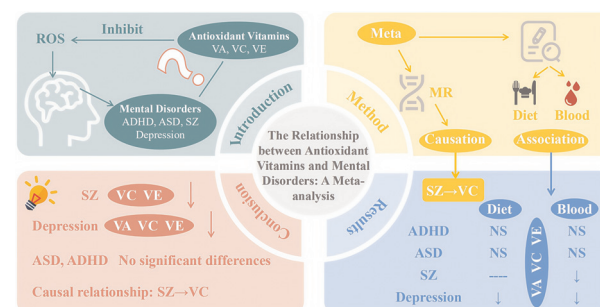 ROS
Inhibit
Antioxidant Vitamins
VA, VC, VE
Mental Disorders
ADHD, ASD, SZ
Depression
Introduction
Meta
MR
Diet
Blood
Causation
Association
Method
The Relationship
between Antioxidant
Vitamins and Mental
Disorders: A Meta-
analysis
SZ VC VE ↓
Depression VA VC VE ↓
ASD, ADHD No significant differences
Causal relationship: SZ→VC
Conclusion
Results
SZ→VC
Diet
Blood
VA VC VE
ADHD NS NS
ASD NS NS
SZ ---- ↓
Depression ↓ ↓